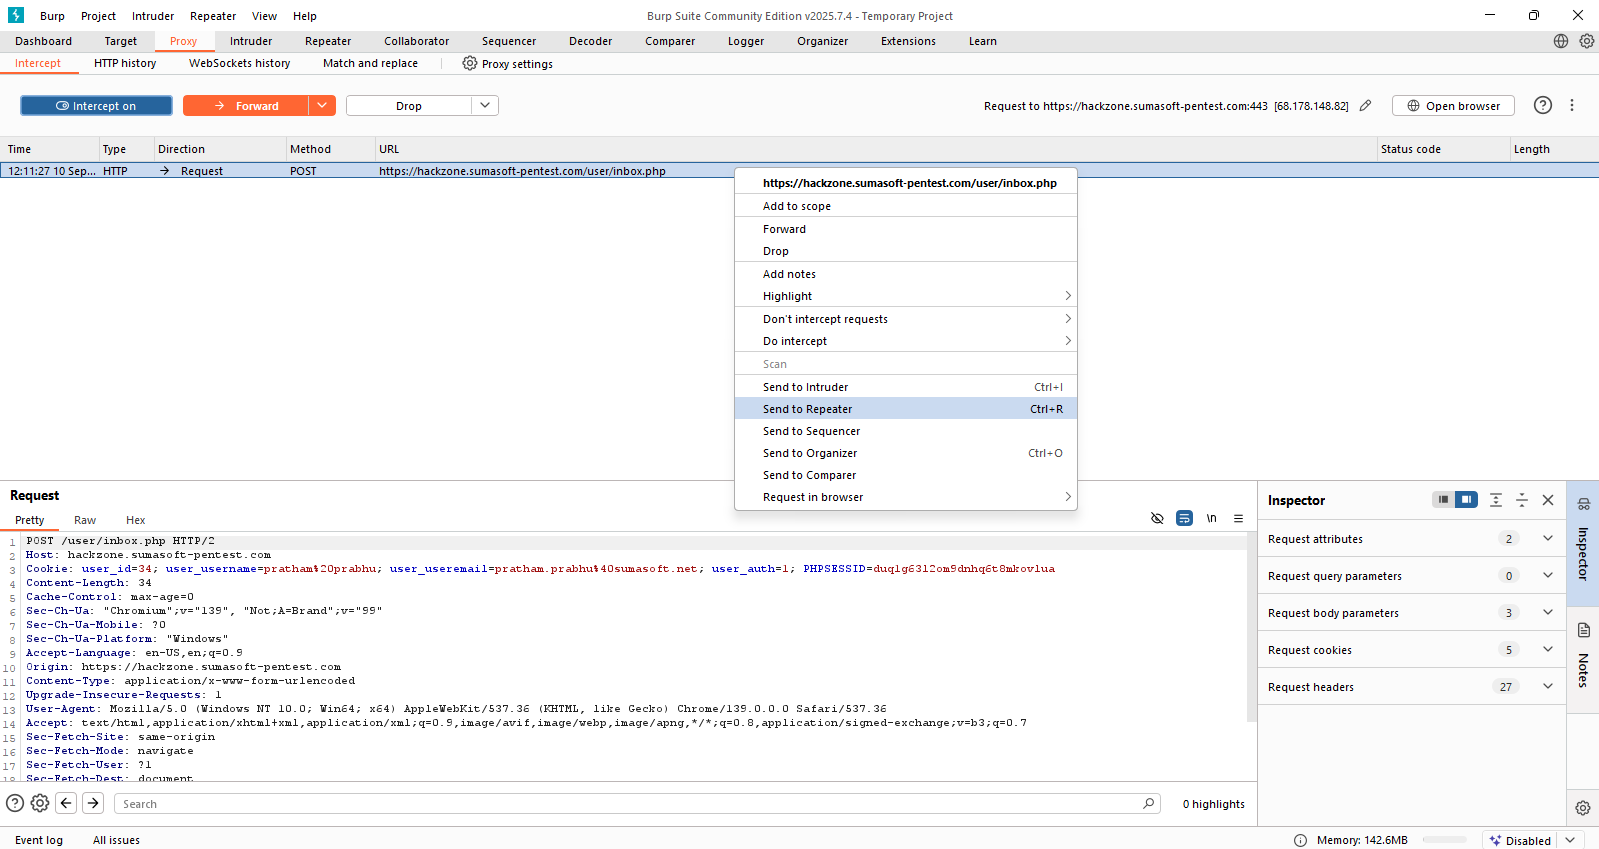 Burp Project Intruder Repeater View Help Burp Suite Community Edition v2025.7.4 - Temporary Project
Dashboard Target Proxy Intruder Repeater Collaborator Sequencer Decoder Comparer Logger Organizer Extensions Learn
Intercept HTTP history WebSockets history Match and replace Proxy settings
Intercept on Forward Drop Request to https://hackzone.sumasoft-pentest.com:443 [68.178.148.82] Open browser
Time Type Direction Method URL Status code Length
12:11:27 10 Sep... HTTP Request POST https://hackzone.sumasoft-pentest.com/user/inbox.php
https://hackzone.sumasoft-pentest.com/user/inbox.php
Add to scope
Forward
Drop
Add notes
Highlight
Don't intercept requests
Do intercept
Scan
Send to Intruder Ctrl+I
Send to Repeater Ctrl+R
Send to Sequencer
Send to Organizer Ctrl+O
Send to Comparer
Request in browser
Request
Pretty Raw Hex \n
1 POST /user/inbox.php HTTP/2
2 Host: hackzone.sumasoft-pentest.com
3 Cookie: user_id=34; user_username=pratham%20prabhu; user_useremail=pratham.prabhu%40sumasoft.net; user_auth=1; PHPSESSID=duqlg63l2om9dnhq6t8mkovlua
4 Content-Length: 34
5 Cache-Control: max-age=0
6 Sec-Ch-Ua: "Chromium";v="139", "Not;A=Brand";v="99"
7 Sec-Ch-Ua-Mobile: ?0
8 Sec-Ch-Ua-Platform: "Windows"
9 Accept-Language: en-US,en;q=0.9
10 Origin: https://hackzone.sumasoft-pentest.com
11 Content-Type: application/x-www-form-urlencoded
12 Upgrade-Insecure-Requests: 1
13 User-Agent: Mozilla/5.0 (Windows NT 10.0; Win64; x64) AppleWebKit/537.36 (KHTML, like Gecko) Chrome/139.0.0.0 Safari/537.36
14 Accept: text/html,application/xhtml+xml,application/xml;q=0.9,image/avif,image/webp,image/apng,*/*;q=0.8,application/signed-exchange;v=b3;q=0.7
15 Sec-Fetch-Site: same-origin
16 Sec-Fetch-Mode: navigate
17 Sec-Fetch-User: ?1
18 Sec-Fetch-Dest: document
Search 0 highlights
Inspector
Request attributes 2
Request query parameters 0
Request body parameters 3
Request cookies 5
Request headers 27
Inspector
Notes
Event log All issues Memory: 142.6MB Disabled